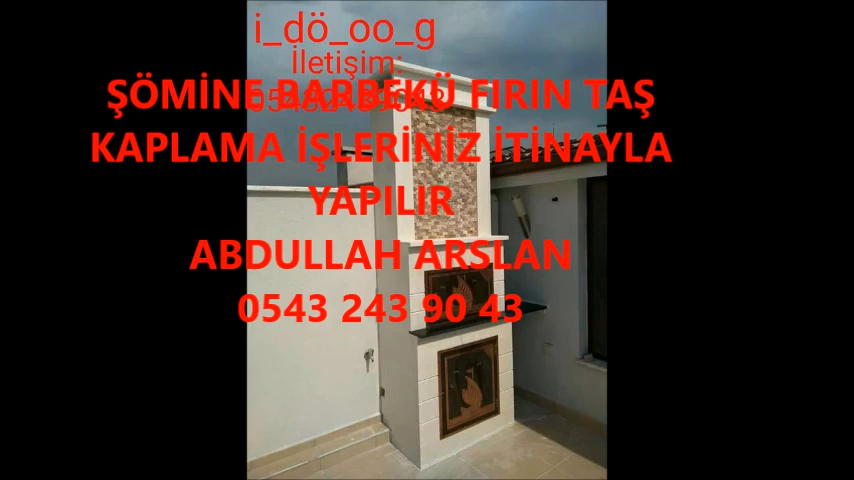 i_dö_oo_g
İletişim:
ŞÖMİNE BARBEKÜ FIRIN TAŞ
KAPLAMA İŞLERİNİZ İTİNAYLA
YAPILIR
ABDULLAH ARSLAN
0543 243 90 43